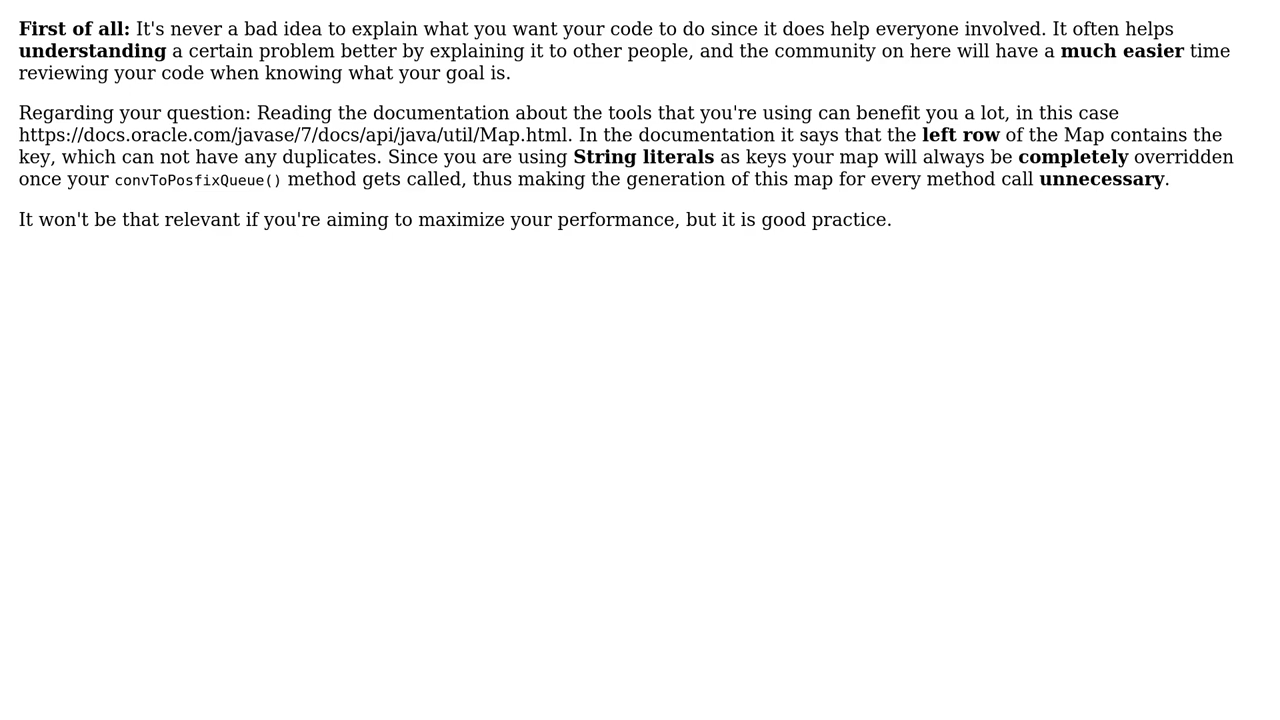 First of all: It's never a bad idea to explain what you want your code to do since it does help everyone involved. It often helps
understanding a certain problem better by explaining it to other people, and the community on here will have a much easier time
reviewing your code when knowing what your goal is.
Regarding your question: Reading the documentation about the tools that you're using can benefit you a lot, in this case
https://docs.oracle.com/javase/7/docs/api/java/util/Map.html. In the documentation it says that the left row of the Map contains the
key, which can not have any duplicates. Since you are using String literals as keys your map will always be completely overridden
once your convToPosfixQueue() method gets called, thus making the generation of this map for every method call unnecessary.
It won't be that relevant if you're aiming to maximize your performance, but it is good practice.